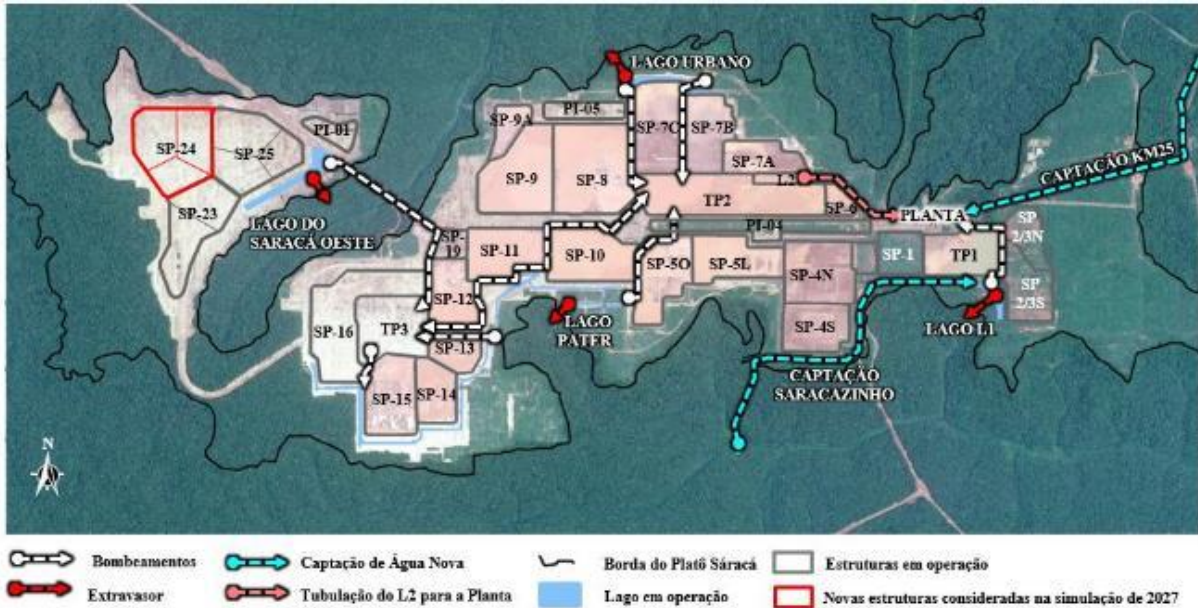 LAGO URBANO
PI-05
SP-9A
SP-7C
SP-7B
PI-01
SP-24
SP-25
SP-7A
CAPTAÇÃO KM25
SP-9
SP-8
L2
SP-23
TP2
SP-6
PLANTA
LAGO DO
SARACÁ OESTE
PI-04
SP
2/3N
SP-
19
SP-11
SP-10
SP-5O
SP-5L
SP-4N
SP-1
TP1
SP
2/3S
SP-12
SP-16
TP3
LAGO
PATER
SP-4S
LAGO L1
SP-13
CAPTAÇÃO
SARACAZINHO
SP-15
SP-14
N
Bombeamentos
Captação de Água Nova
Borda do Platô Sáracá
Estruturas em operação
Extravasor
Tubulação do L2 para a Planta
Lago em operação
Novas estruturas consideradas na simulação de 2027